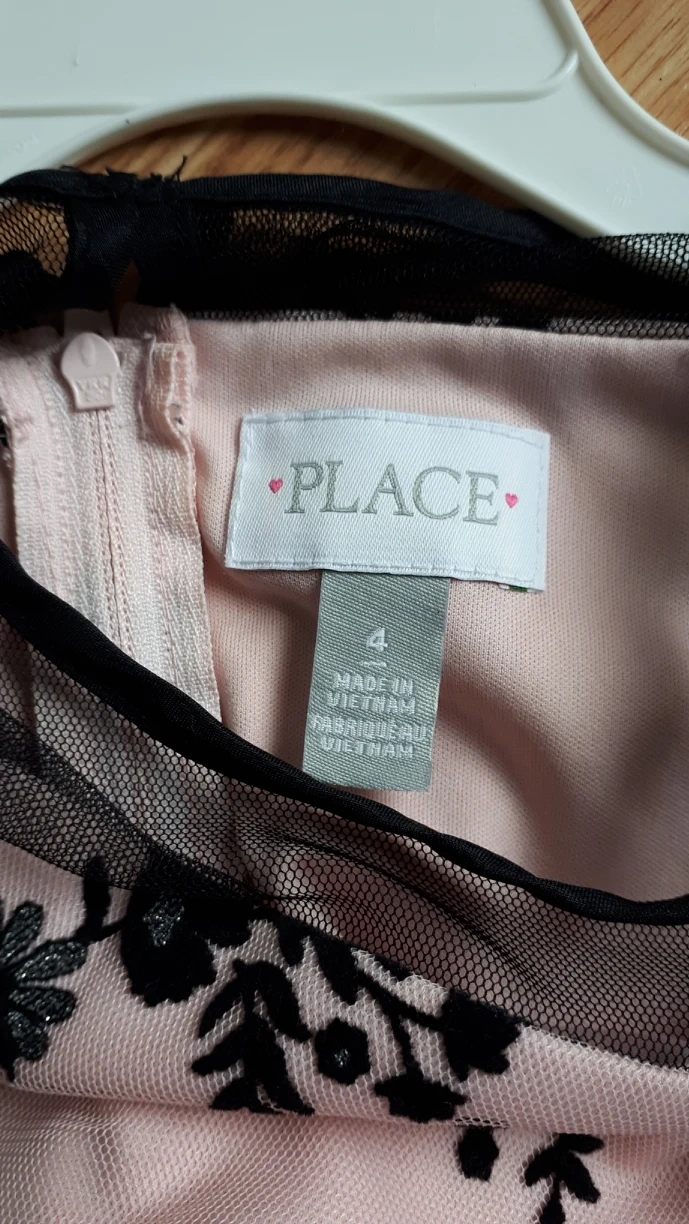 ♥PLACE♥
4
MADE IN
VIETNAM
FABRIQUÉ AU
VIETNAM